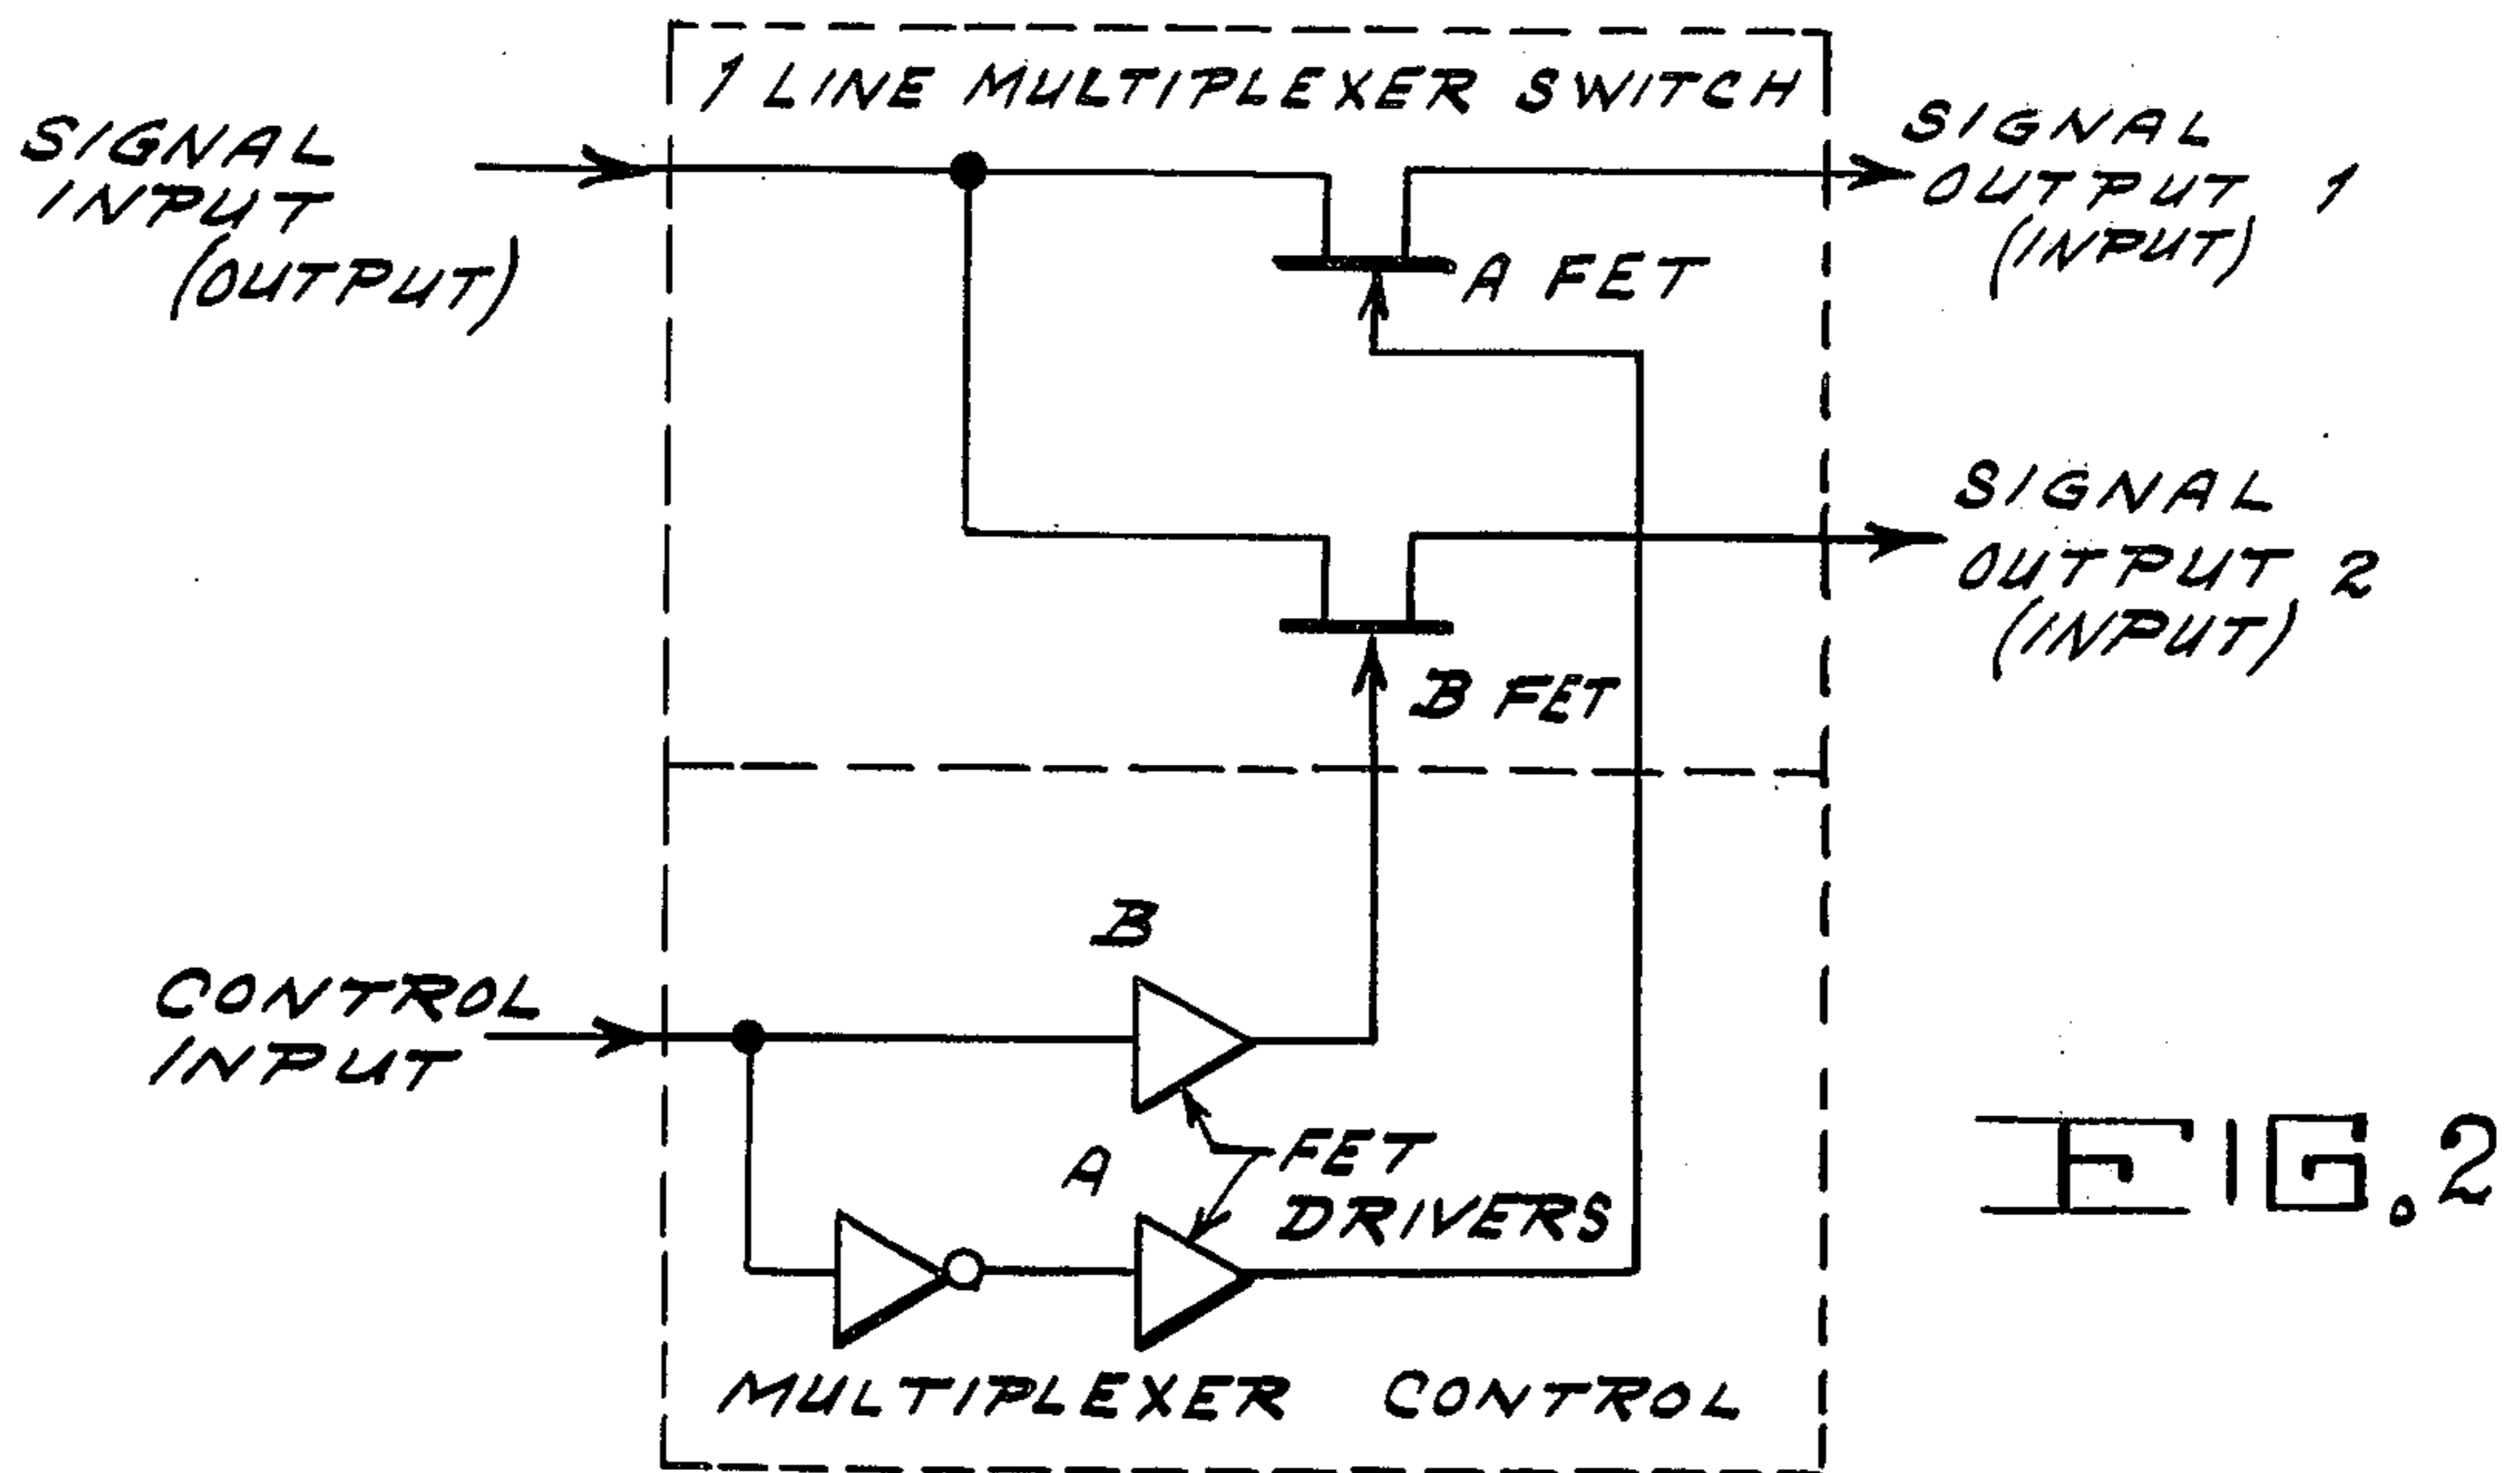 1 LINE MULTIPLEXER SWITCH
SIGNAL
INPUT
(OUTPUT)
SIGNAL
OUTPUT 1
(INPUT)
A FET
SIGNAL
OUTPUT 2
(INPUT)
B FET
B
CONTROL
INPUT
A
FET
DRIVERS
MULTIPLEXER CONTROL
FIG.2